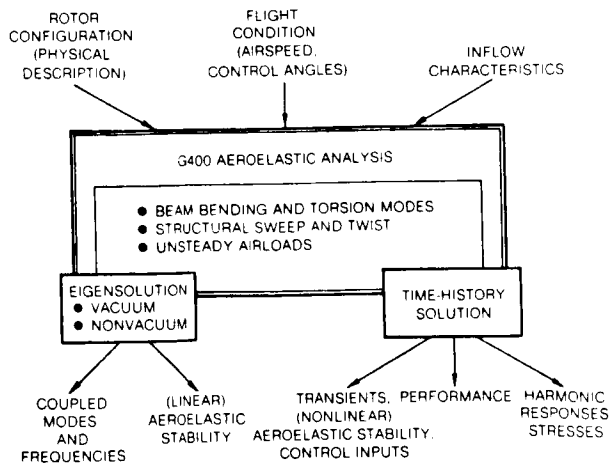 ROTOR
CONFIGURATION
(PHYSICAL
DESCRIPTION)
FLIGHT
CONDITION
(AIRSPEED,
CONTROL ANGLES)
INFLOW
CHARACTERISTICS
G400 AEROELASTIC ANALYSIS
● BEAM BENDING AND TORSION MODES
● STRUCTURAL SWEEP AND TWIST
● UNSTEADY AIRLOADS
EIGENSOLUTION
● VACUUM
● NONVACUUM
TIME-HISTORY
SOLUTION
COUPLED
MODES
AND
FREQUENCIES
(LINEAR)
AEROELASTIC
STABILITY
TRANSIENTS,
(NONLINEAR)
AEROELASTIC STABILITY,
CONTROL INPUTS
PERFORMANCE
HARMONIC
RESPONSES
STRESSES